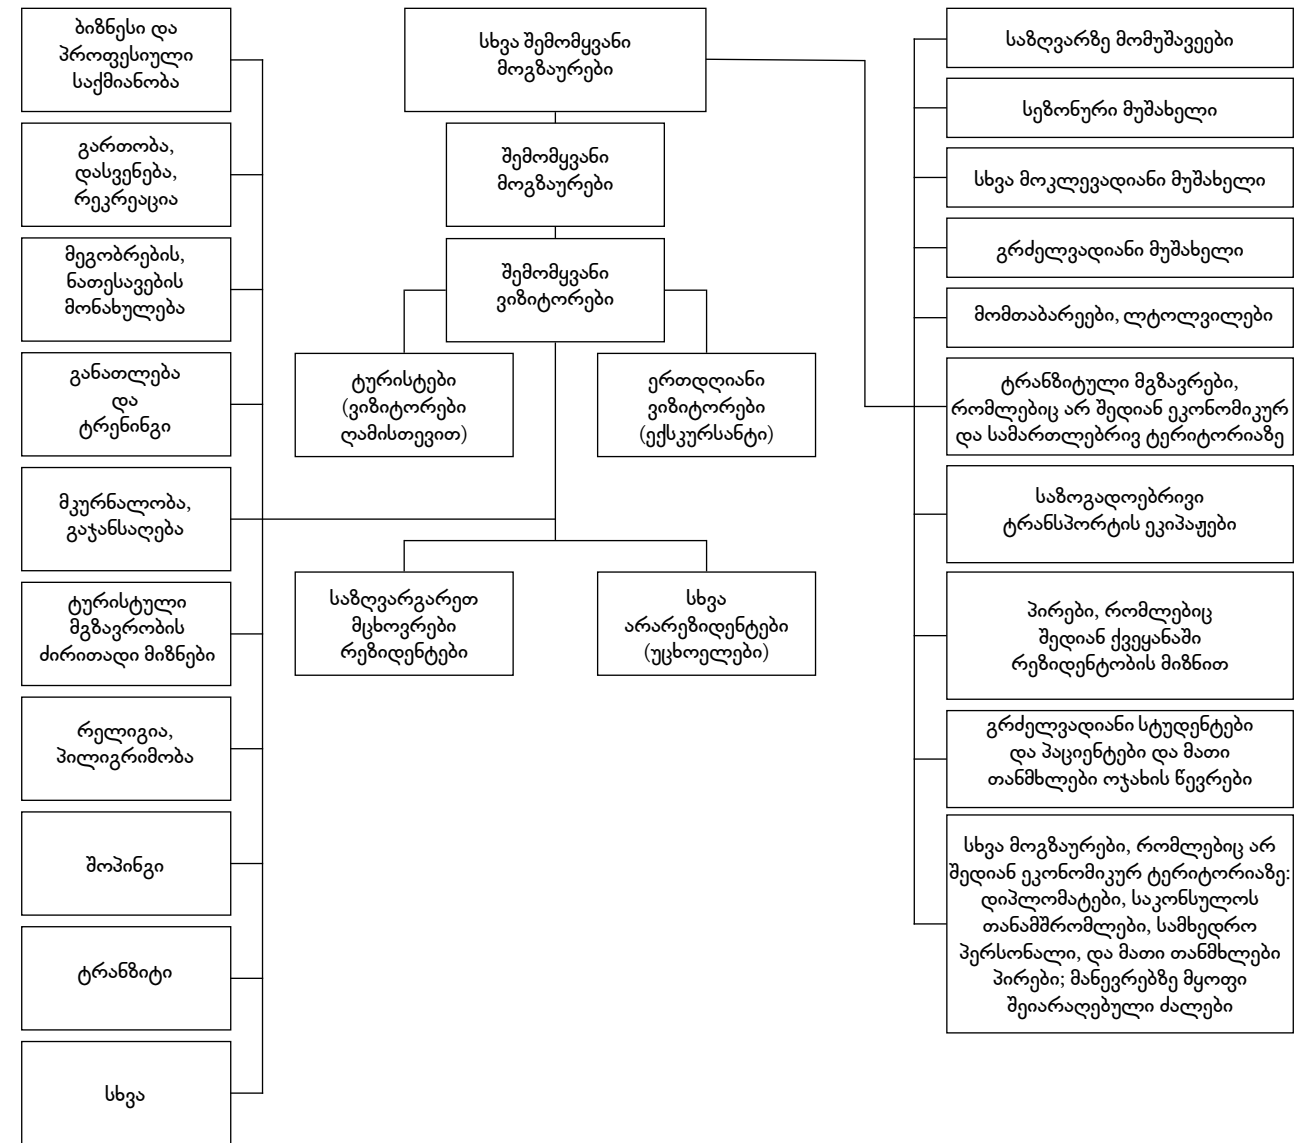 ბიზნესი და
პროფესიული
საქმიანობა
გართობა,
დასვენება,
რეკრეაცია
მეგობრების,
ნათესავების
მონახულება
განათლება
და
ტრენინგი
მკურნალობა,
გაჯანსაღება
ტურისტული
მგზავრობის
ძირითადი მიზნები
რელიგია,
პილიგრიმობა
შოპინგი
ტრანზიტი
სხვა
სხვა შემომყვანი
მოგზაურები
შემომყვანი
მოგზაურები
შემომყვანი
ვიზიტორები
ტურისტები
(ვიზიტორები
ღამისთევით)
ერთდღიანი
ვიზიტორები
(ექსკურსანტი)
საზღვარგარეთ
მცხოვრები
რეზიდენტები
სხვა
არარეზიდენტები
(უცხოელები)
საზღვარზე მომუშავეები
სეზონური მუშახელი
სხვა მოკლევადიანი მუშახელი
გრძელვადიანი მუშახელი
მომთაბარეები, ლტოლვილები
ტრანზიტული მგზავრები,
რომლებიც არ შედიან ეკონომიკურ
და სამართლებრივ ტერიტორიაზე
საზოგადოებრივი
ტრანსპორტის ეკიპაჟები
პირები, რომლებიც
შედიან ქვეყანაში
რეზიდენტობის მიზნით
გრძელვადიანი სტუდენტები
და პაციენტები და მათი
თანმხლები ოჯახის წევრები
სხვა მოგზაურები, რომლებიც არ
შედიან ეკონომიკურ ტერიტორიაზე:
დიპლომატები, საკონსულოს
თანამშრომლები, სამხედრო
პერსონალი, და მათი თანმხლები
პირები; მანევრებზე მყოფი
შეიარაღებული ძალები